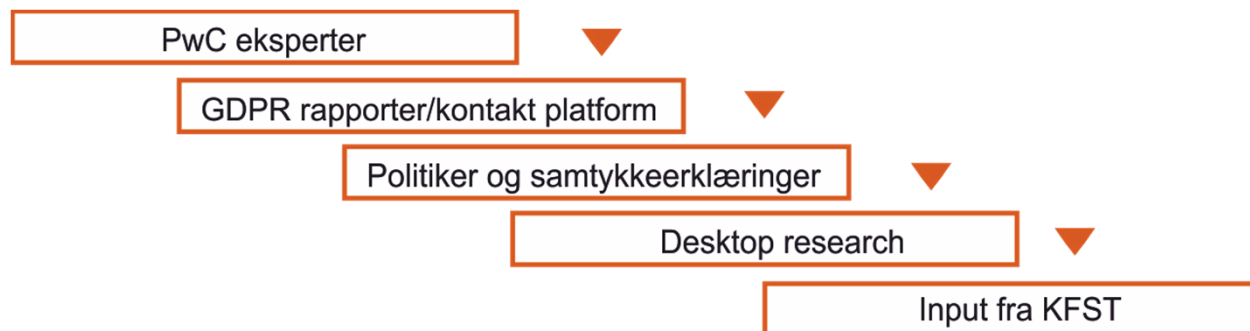 PwC eksperter
GDPR rapporter/kontakt platform
Politiker og samtykkeerklæringer
Desktop research
Input fra KFST